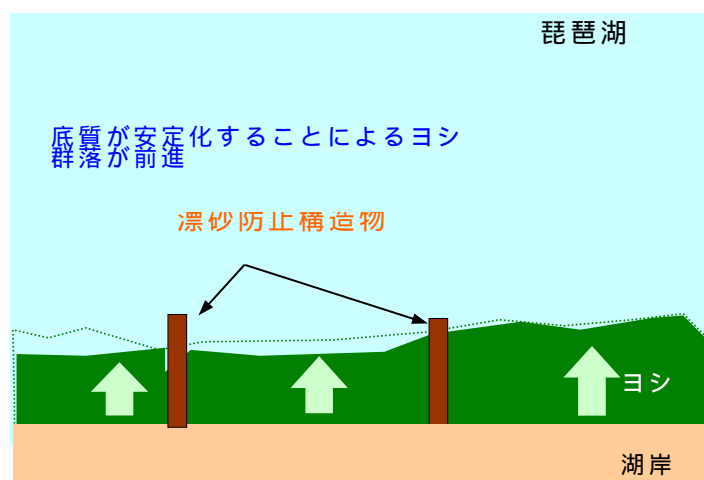 琵琶湖
底質が安定化することによるヨシ
群落が前進
漂砂防止構造物
ヨシ
湖岸